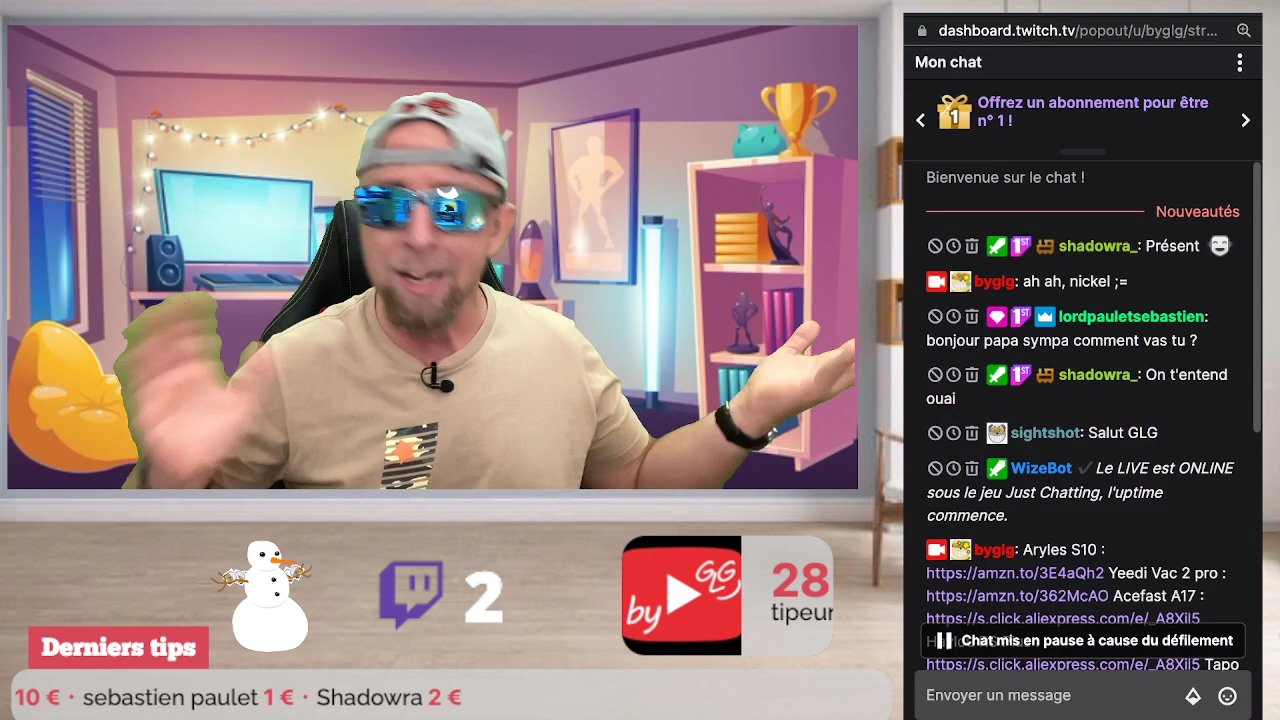 dashboard.twitch.tv/popout/u/byglg/str...
Mon chat
Offrez un abonnement pour être
n° 1 !
1
Bienvenue sur le chat !
Nouveautés
1ST shadowra_: Présent
byglg: ah ah, nickel ;=
1ST lordpauletsebastien:
bonjour papa sympa comment vas tu ?
1ST shadowra_: On t'entend
ouai
sightshot: Salut GLG
WizeBot ✓Le LIVE est ONLINE
sous le jeu Just Chatting, l'uptime
commence.
byglg: Aryles S10 :
https://amzn.to/3E4aQh2 Yeedi Vac 2 pro :
https://amzn.to/362McAO Acefast A17 :
https://s.click.aliexpress.com/e/_A8Xil5
Chat mis en pause à cause du défilement
https://s.click.aliexpress.com/e/_A8Xil5 Tapo
Envoyer un message
2
by GLG
28
tipeur
Derniers tips
10 € · sebastien paulet 1 € · Shadowra 2 €